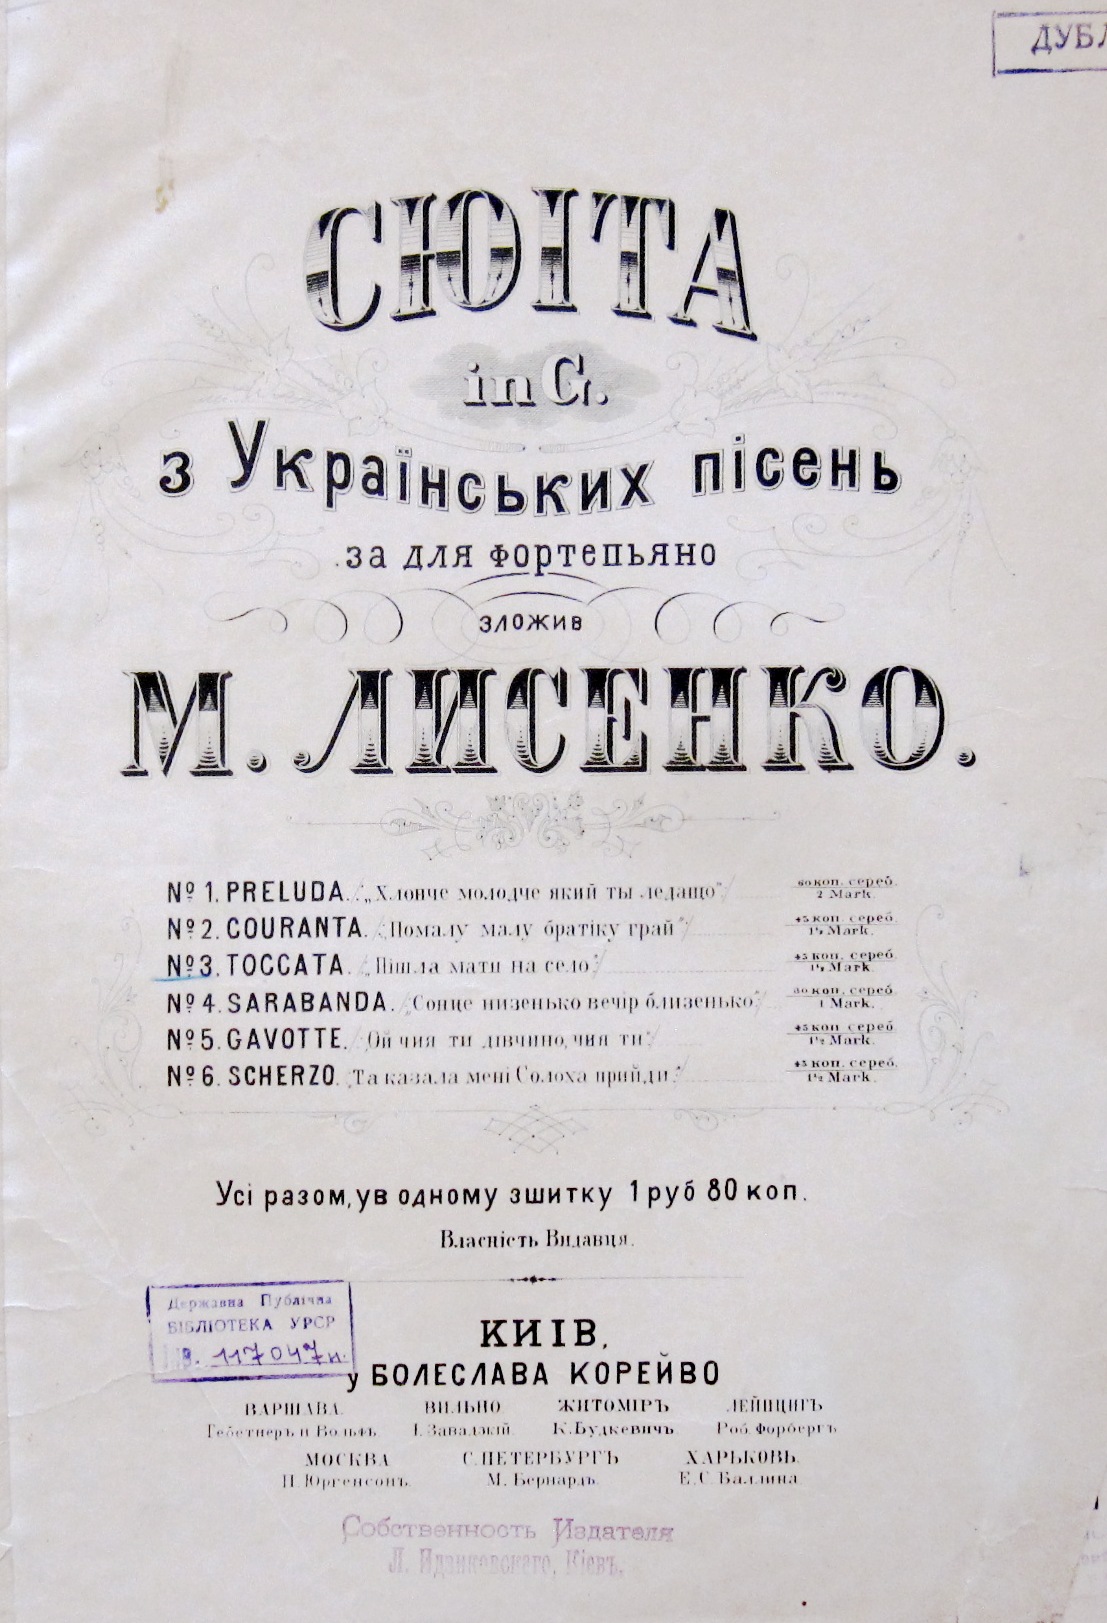 ДУБЛ
СЮІТА
in G.
з Українських пісень
за для фортепьяно
зложив
М. ЛИСЕНКО.
№ 1. PRELUDA. „Хлопче молодче який ты ледащо" 60 коп. сереб. 2 Mark.
№ 2. COURANTA. „Помалу малу братіку грай" 45 коп. сереб. 1½ Mark.
№ 3. TOCCATA. „Пішла мати на село" 45 коп. сереб. 1½ Mark.
№ 4. SARABANDA. „Сонце низенько вечір близенько" 30 коп. сереб. 1 Mark.
№ 5. GAVOTTE. „Ой чия ти дівчино, чия ти" 45 коп сереб 1½ Mark.
№ 6. SCHERZO. „Та казала мені Солоха прийди" 45 коп. сереб. 1½ Mark.
Усі разом, ув одному зшитку 1 руб 80 коп.
Власність Видавця.
Державна Публічна
БІБЛІОТЕКА УРСР
117047и.
КИІВ,
у БОЛЕСЛАВА КОРЕЙВО
ВАРШАВА. ВИЛЬНО ЖИТОМІРЪ ЛЕЙПЦИГЪ
Гебетнеръ и Вольфъ. І. Завадзкій. К. Будкевичъ Роб. Форбергъ
МОСКВА С. ПЕТЕРБУРГЪ ХАРЬКОВЪ.
П. Юргенсонъ. М. Бернардъ. Е. С. Баллина
Собственность Издателя
Л. Идзиковскаго, Кіевъ.